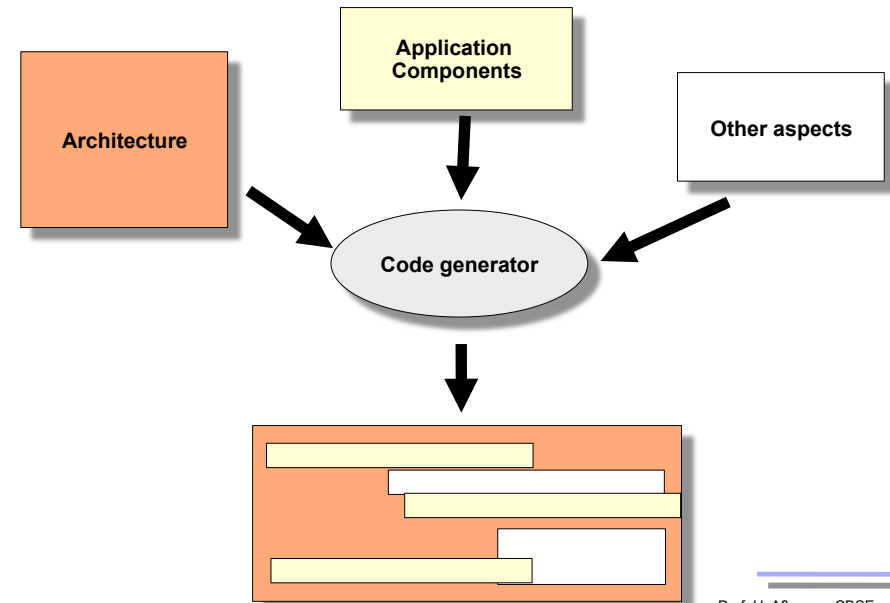 Application
Components
Architecture
Other aspects
Code generator